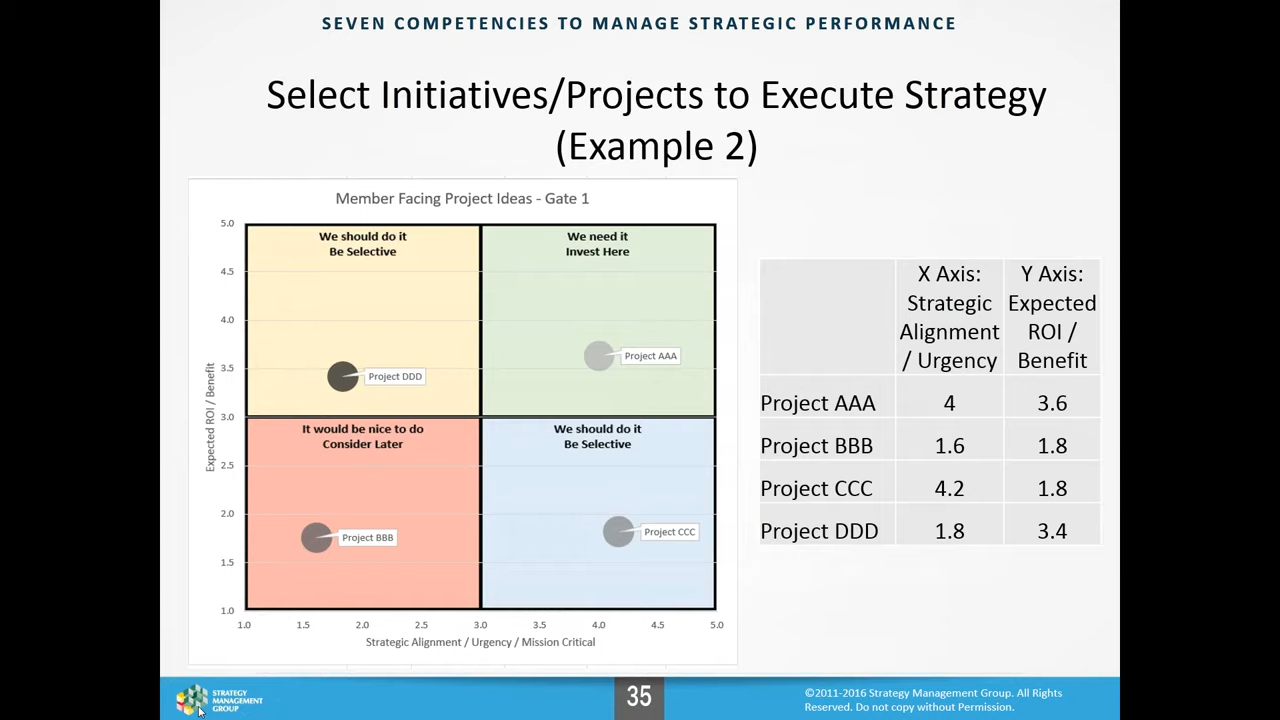 SEVEN COMPETENCIES TO MANAGE STRATEGIC PERFORMANCE
Select Initiatives/Projects to Execute Strategy
(Example 2)
Member Facing Project Ideas - Gate 1
5.0
4.5
4.0
3.5
3.0
2.5
2.0
1.5
1.0
Expected ROI / Benefit
We should do it
Be Selective
We need it
Invest Here
Project AAA
Project DDD
It would be nice to do
Consider Later
We should do it
Be Selective
Project BBB
Project CCC
1.0 1.5 2.0 2.5 3.0 3.5 4.0 4.5 5.0
Strategic Alignment / Urgency / Mission Critical
X Axis:
Strategic
Alignment
/ Urgency
Y Axis:
Expected
ROI /
Benefit
Project AAA 4 3.6
Project BBB 1.6 1.8
Project CCC 4.2 1.8
Project DDD 1.8 3.4
STRATEGY
MANAGEMENT
GROUP
35
©2011-2016 Strategy Management Group. All Rights
Reserved. Do not copy without Permission.